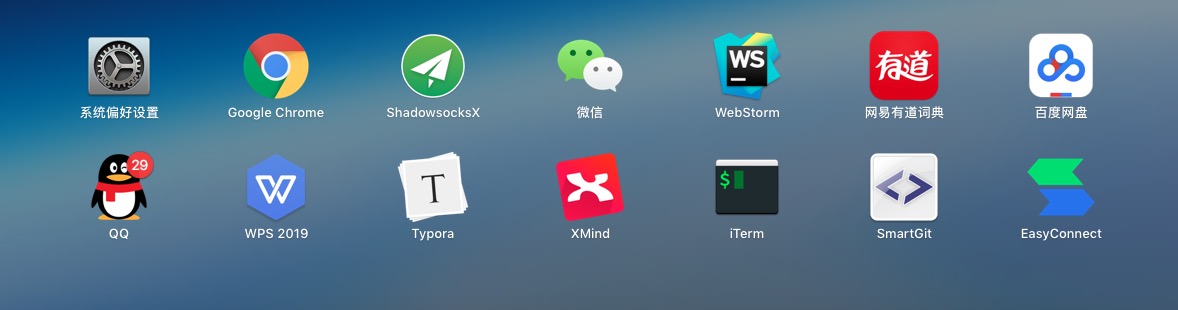 WS
有道
系统偏好设置
Google Chrome
ShadowsocksX
微信
WebStorm
网易有道词典
百度网盘
29
W
T
$
QQ
WPS 2019
Typora
XMind
iTerm
SmartGit
EasyConnect